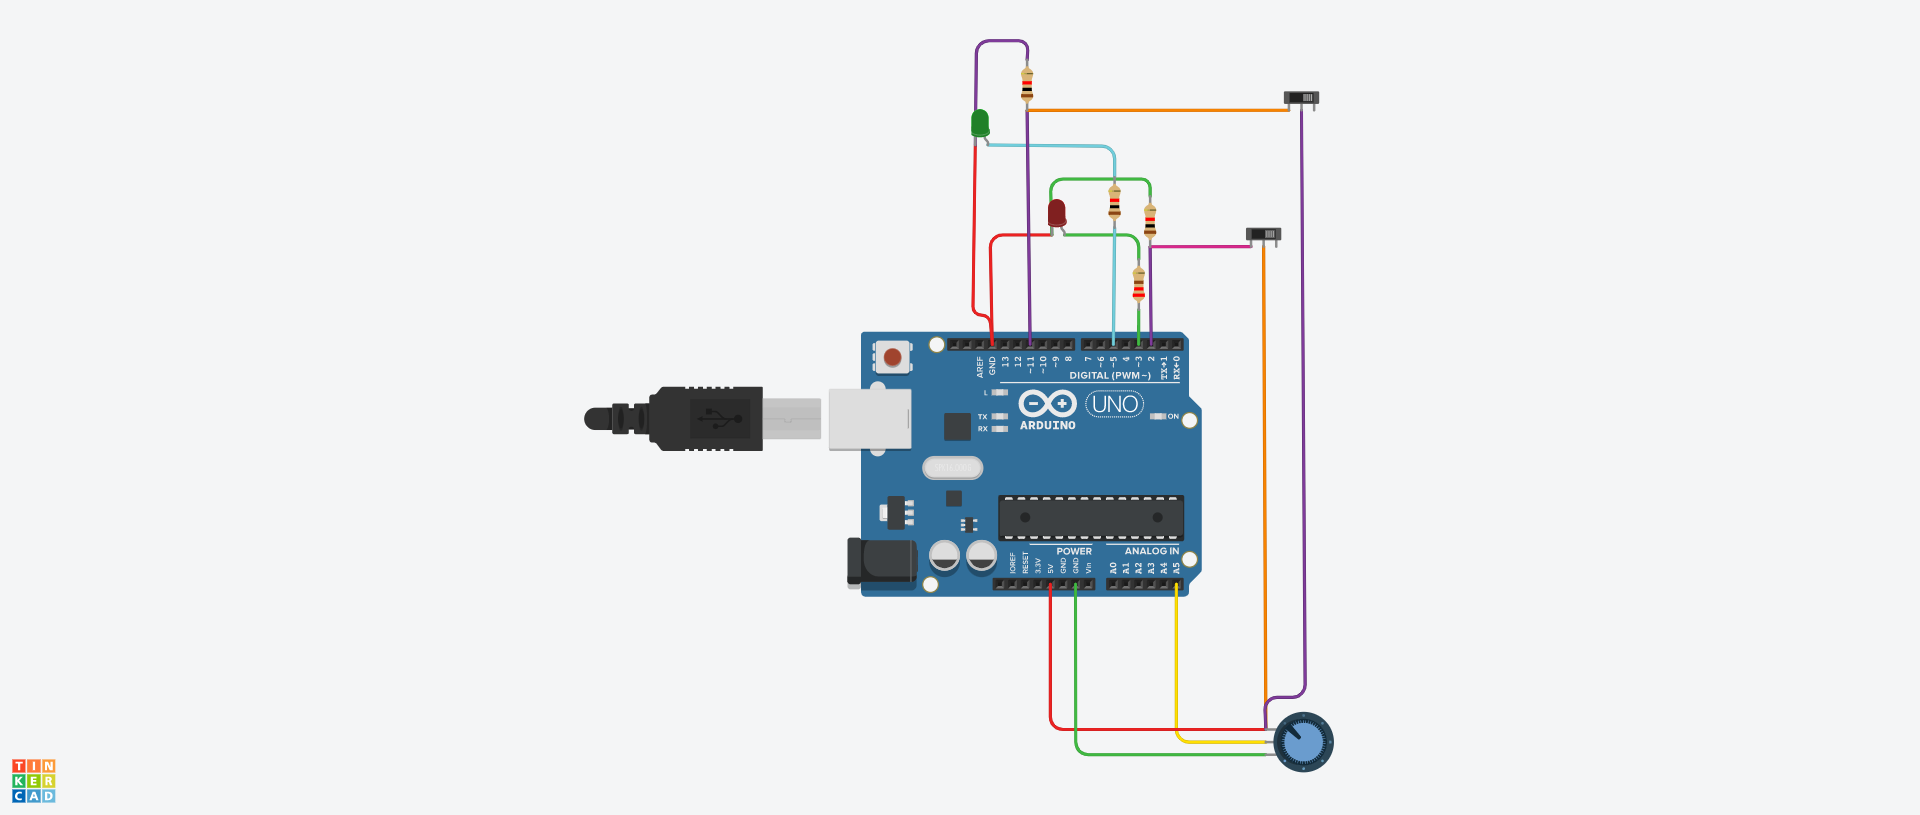 AREF
GND
13
12
~11
~10
~9
8
7
~6
~5
4
~3
2
TX→1
RX←0
DIGITAL (PWM~)
L
TX
RX
UNO
ON
ARDUINO
POWER
ANALOG IN
IOREF
RESET
3.3V
5V
GND
GND
Vin
A0
A1
A2
A3
A4
A5
TIN
KER
CAD